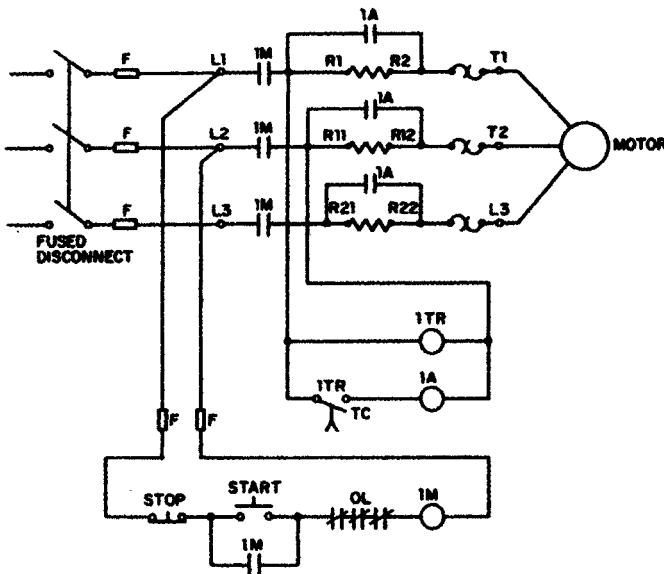 1A
F L1 1M R1 R2 T1
1A
F L2 1M R11 R12 T2 MOTOR
1A
F L3 1M R21 R22 L3
FUSED
DISCONNECT
1TR
1TR 1A
TC
F F
STOP START OL 1M
1M